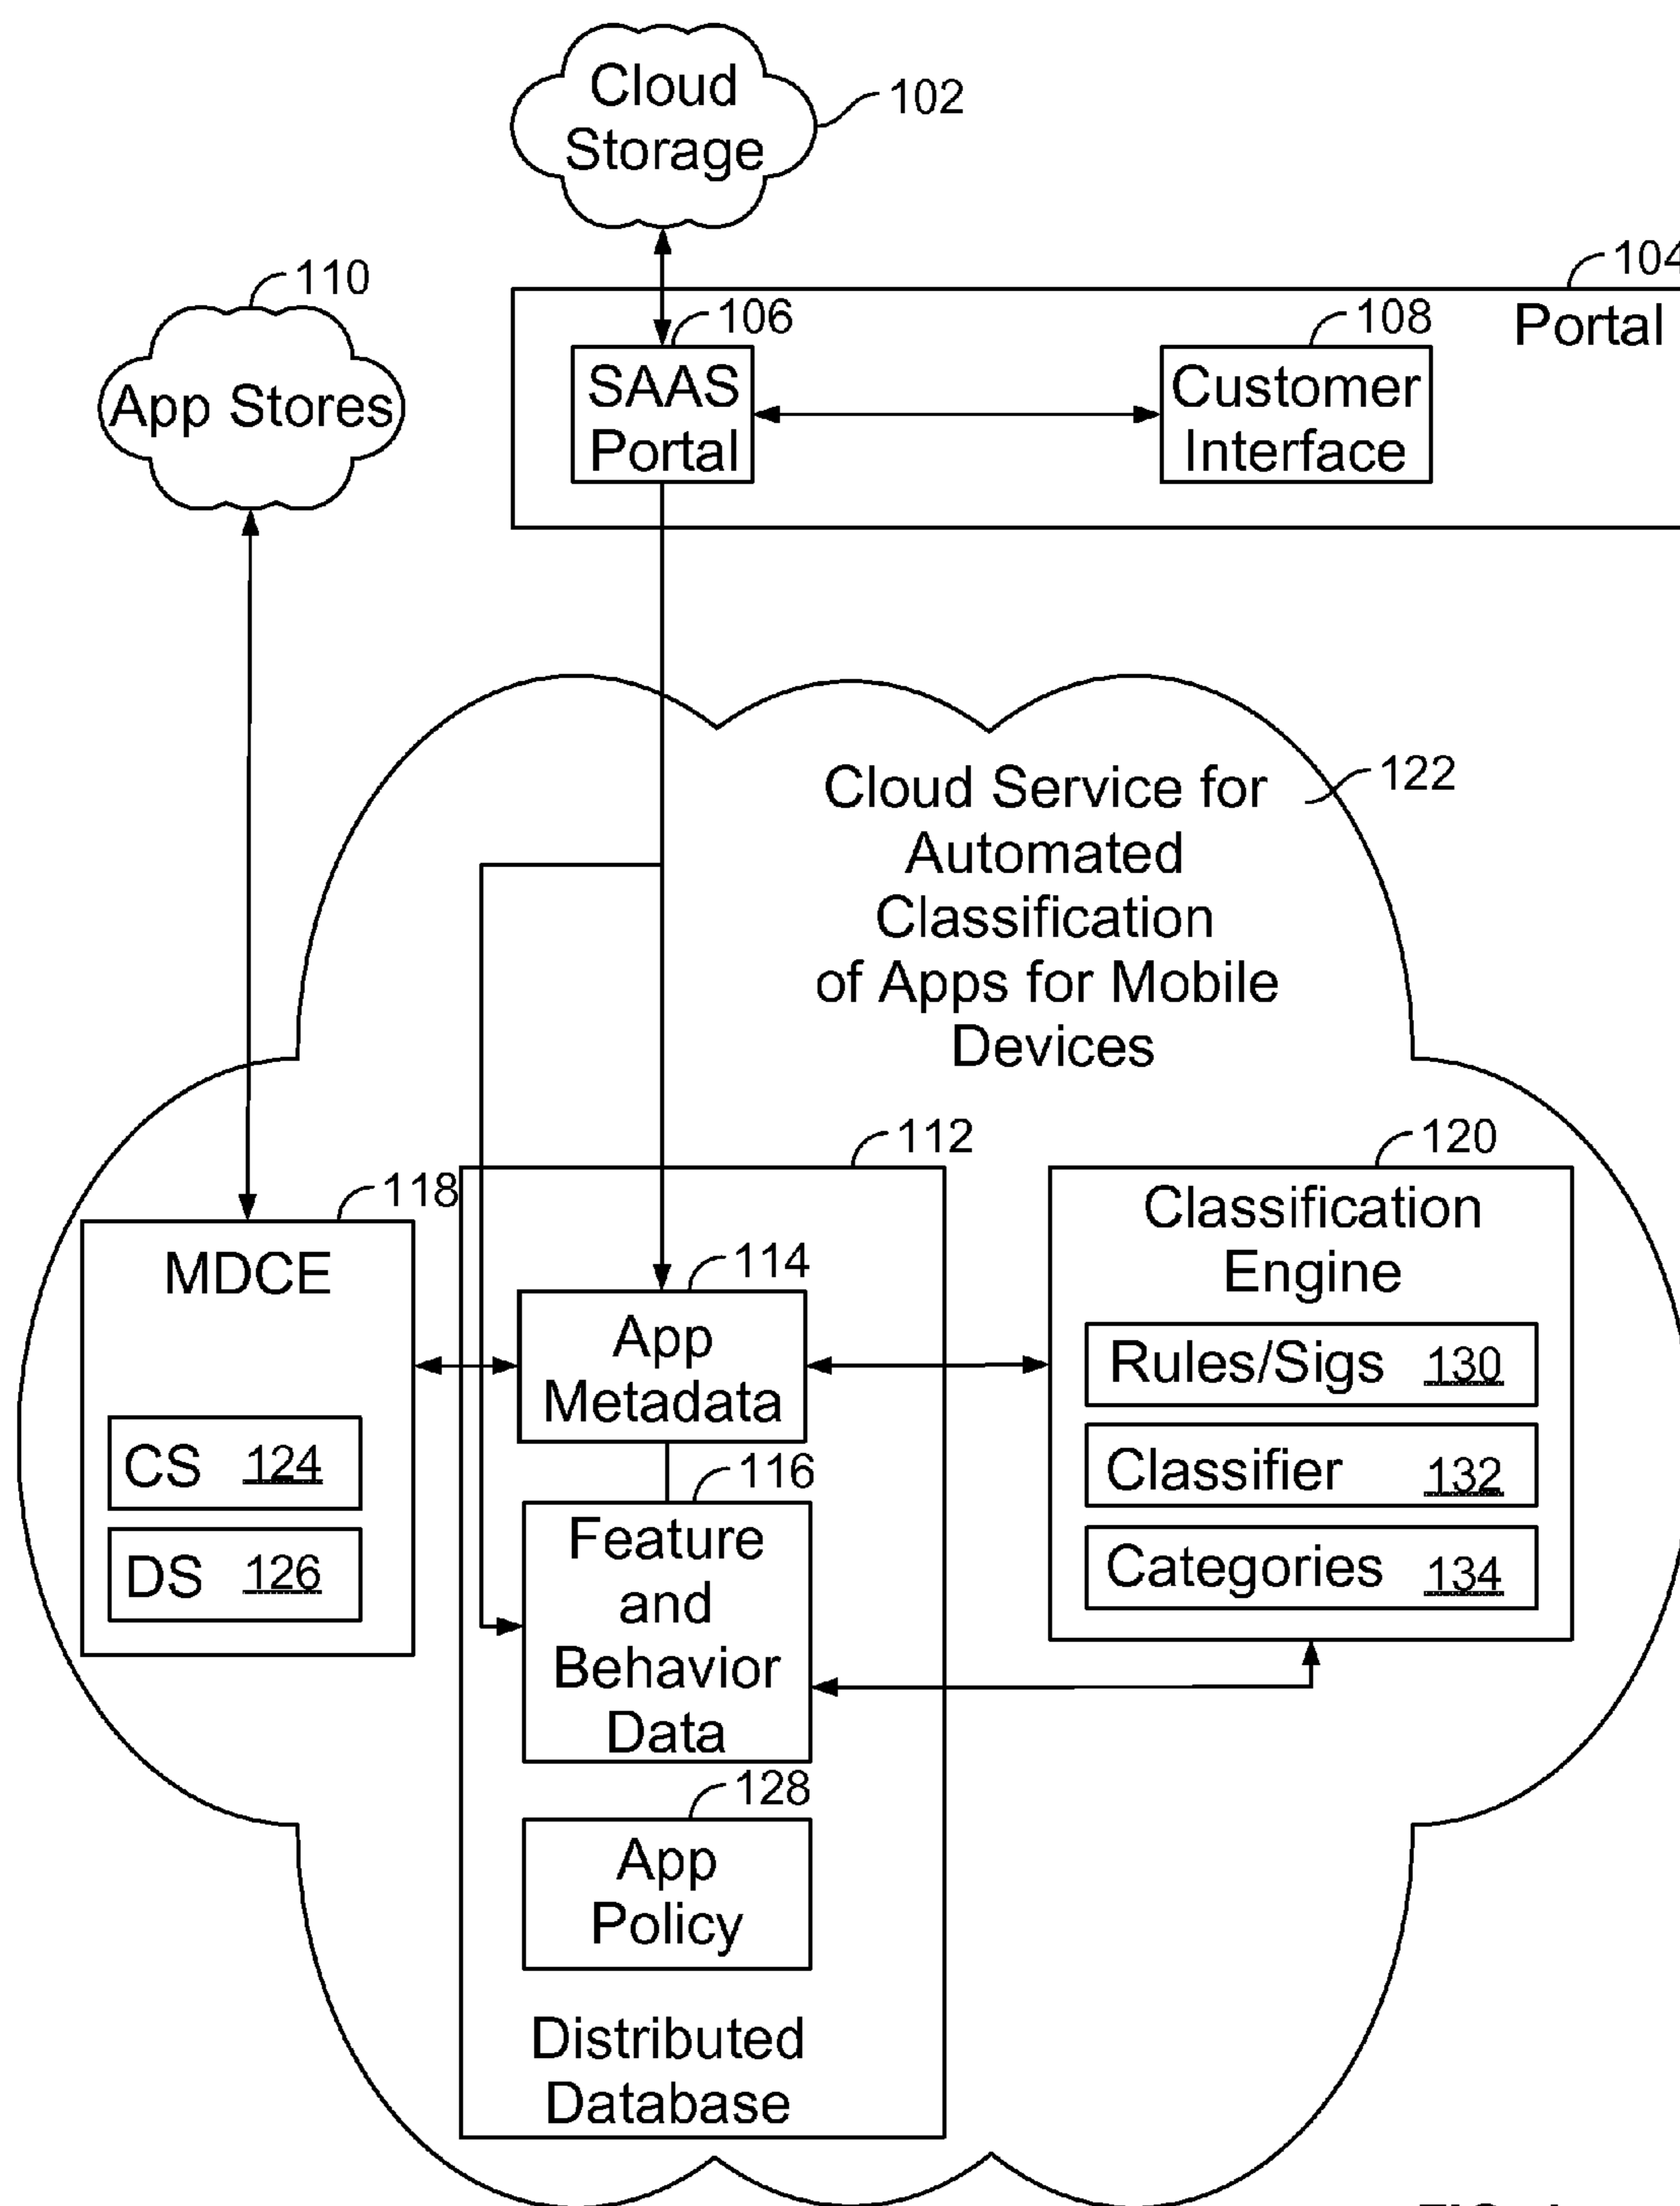 Cloud
Storage
102
110
App Stores
104
Portal
106
SAAS
Portal
108
Customer
Interface
122
Cloud Service for
Automated
Classification
of Apps for Mobile
Devices
118
MDCE
CS 124
DS 126
112
114
App
Metadata
116
Feature
and
Behavior
Data
128
App
Policy
Distributed
Database
120
Classification
Engine
Rules/Sigs 130
Classifier 132
Categories 134